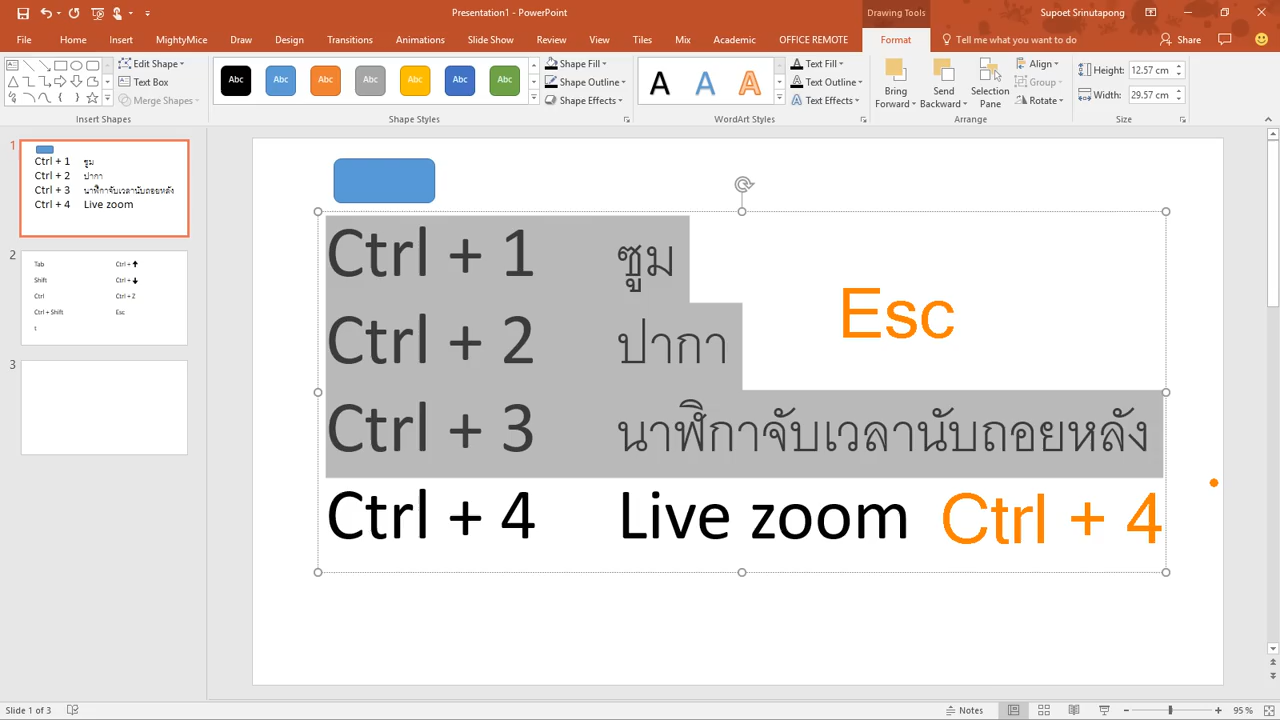 Presentation1 - PowerPoint
Drawing Tools
Supoet Srinutapong
File Home Insert MightyMice Draw Design Transitions Animations Slide Show Review View Tiles Mix Academic OFFICE REMOTE Format Tell me what you want to do Share
Edit Shape
Text Box
Merge Shapes
Insert Shapes
Abc Abc Abc Abc Abc Abc Abc
Shape Fill
Shape Outline
Shape Effects
Shape Styles
A A A
Text Fill
Text Outline
Text Effects
WordArt Styles
Bring Forward
Send Backward
Selection Pane
Align
Group
Rotate
Arrange
Height: 12.57 cm
Width: 29.57 cm
Size
1
Ctrl + 1 ซูม
Ctrl + 2 ปากา
Ctrl + 3 นาฬิกาจับเวลานับถอยหลัง
Ctrl + 4 Live zoom
2
Tab Ctrl + ↑
Shift Ctrl + ↓
Ctrl Ctrl + Z
Ctrl + Shift Esc
t
3
Ctrl + 1 ซูม
Esc
Ctrl + 2 ปากา
Ctrl + 3 นาฬิกาจับเวลานับถอยหลัง
Ctrl + 4 Live zoom Ctrl + 4
Slide 1 of 3
Notes
95 %